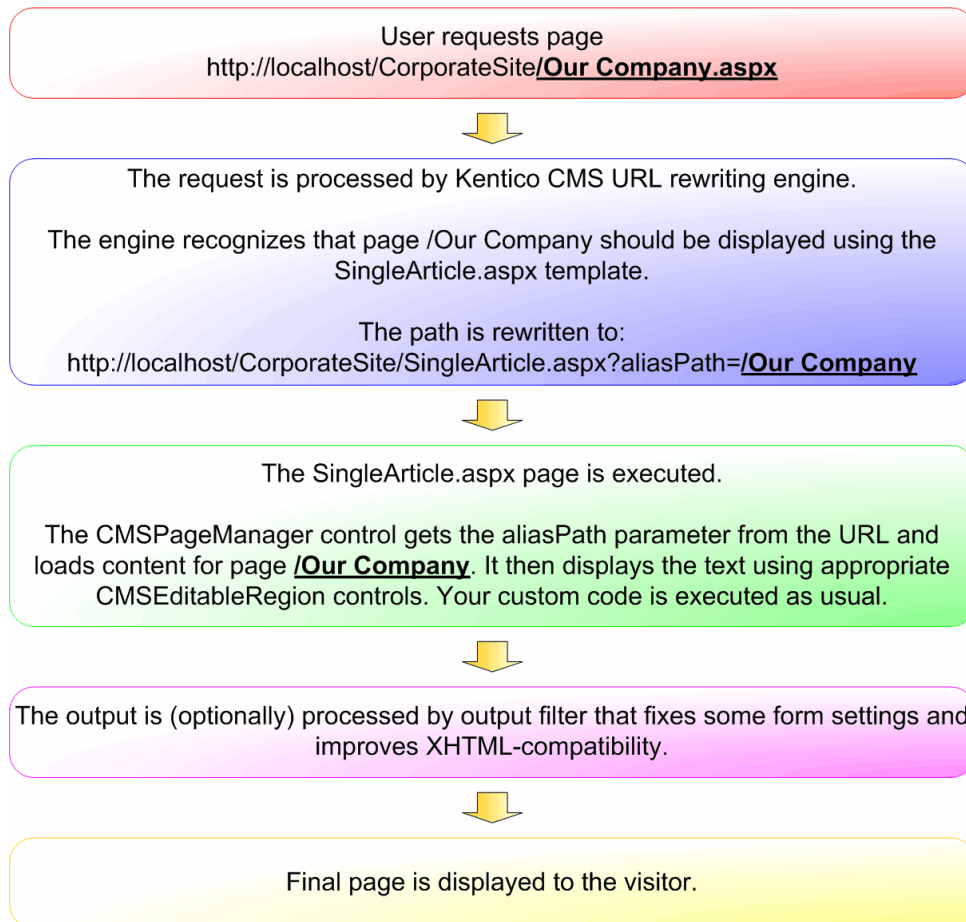 User requests page
http://localhost/CorporateSite/Our Company.aspx
The request is processed by Kentico CMS URL rewriting engine.
The engine recognizes that page /Our Company should be displayed using the
SingleArticle.aspx template.
The path is rewritten to:
http://localhost/CorporateSite/SingleArticle.aspx?aliasPath=/Our Company
The SingleArticle.aspx page is executed.
The CMSPageManager control gets the aliasPath parameter from the URL and
loads content for page /Our Company. It then displays the text using appropriate
CMSEditableRegion controls. Your custom code is executed as usual.
The output is (optionally) processed by output filter that fixes some form settings and
improves XHTML-compatibility.
Final page is displayed to the visitor.